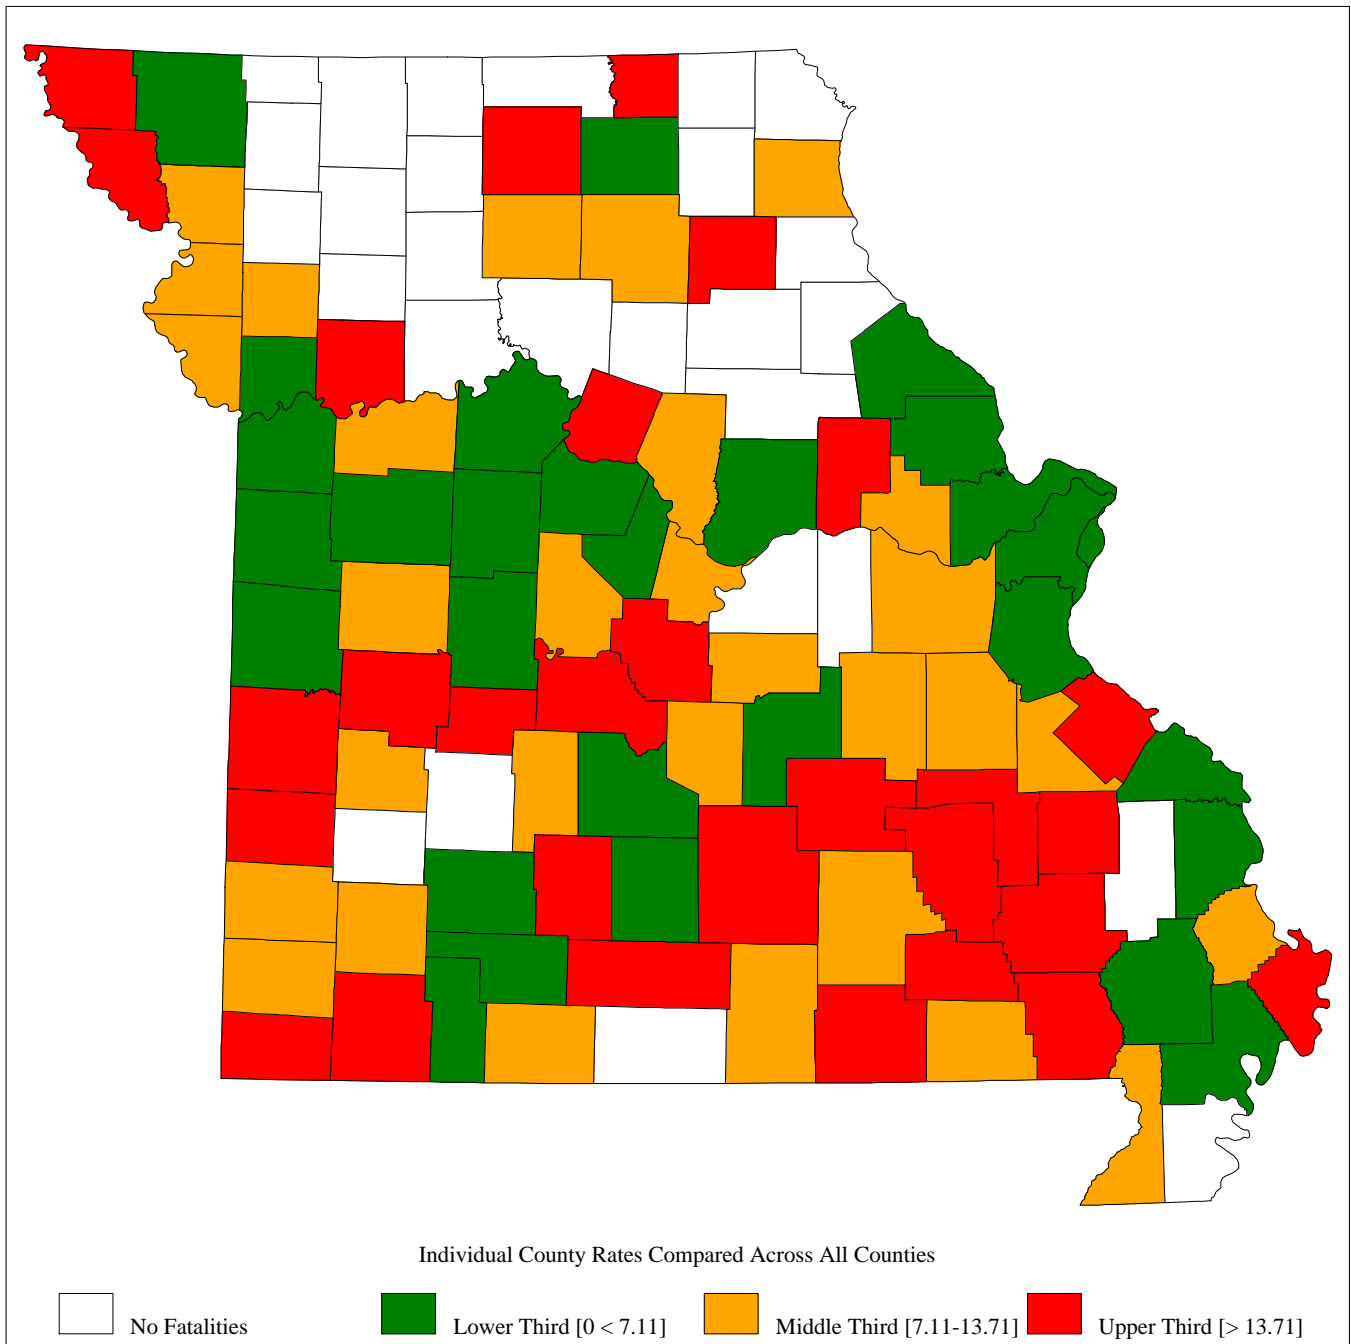 Individual County Rates Compared Across All Counties
No Fatalities
Lower Third [0 < 7.11]
Middle Third [7.11-13.71]
Upper Third [> 13.71]